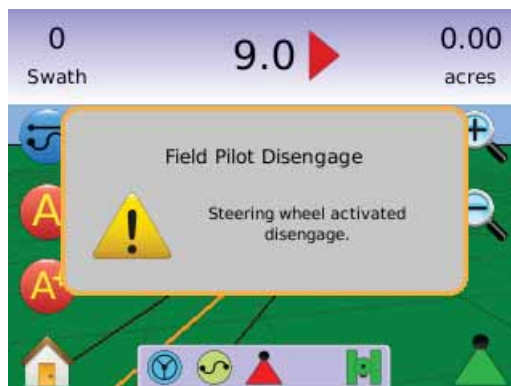 0
Swath
9.0
0.00
acres
Field Pilot Disengage
Steering wheel activated
disengage.
A
A+